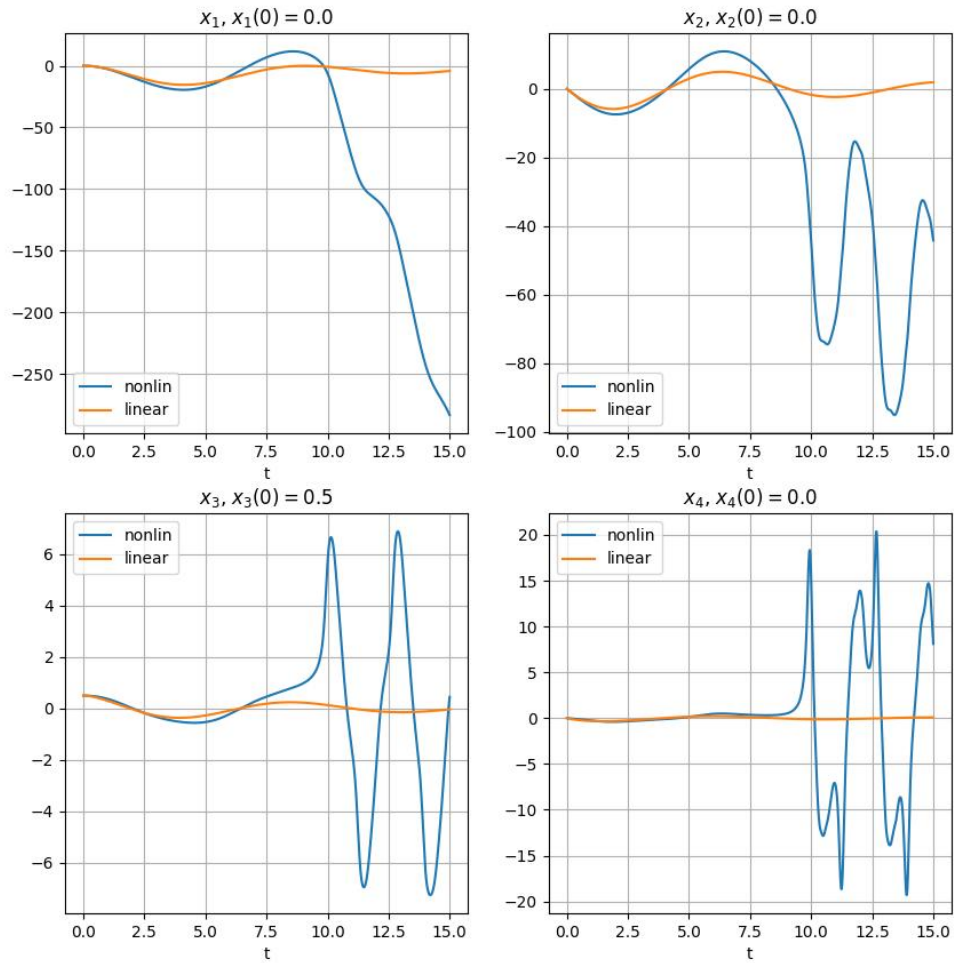 x₁, x₁(0) = 0.0
0
−50
−100
−150
−200
−250
nonlin
linear
0.0 2.5 5.0 7.5 10.0 12.5 15.0
t
x₂, x₂(0) = 0.0
0
−20
−40
−60
−80
−100
nonlin
linear
0.0 2.5 5.0 7.5 10.0 12.5 15.0
t
x₃, x₃(0) = 0.5
nonlin
linear
6
4
2
0
−2
−4
−6
0.0 2.5 5.0 7.5 10.0 12.5 15.0
t
x₄, x₄(0) = 0.0
nonlin
linear
20
15
10
5
0
−5
−10
−15
−20
0.0 2.5 5.0 7.5 10.0 12.5 15.0
t